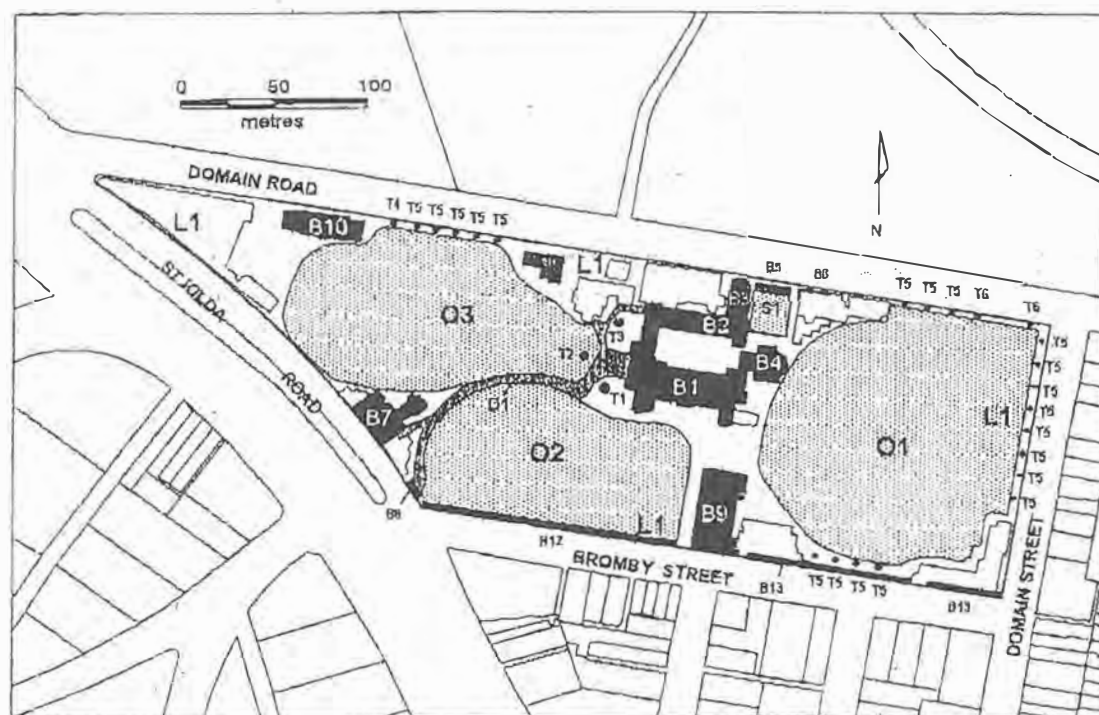 0 50 100
metres
DOMAIN ROAD
N
L1
B10
T4 T5 T5 T5 T5 T5
L1
B5
B6
T5 T5 T5 T6
T6
T5
ST KILDA ROAD
O3
T3
B2
B3
S1
T5
T2
B4
T5
B1
T1
T6
L1
D1
B7
T5
O2
O1
T5
T5
B9
T5
B8
L1
B12
BROMBY STREET
B13
T5 T5 T5 T5
B13
DOMAIN STREET